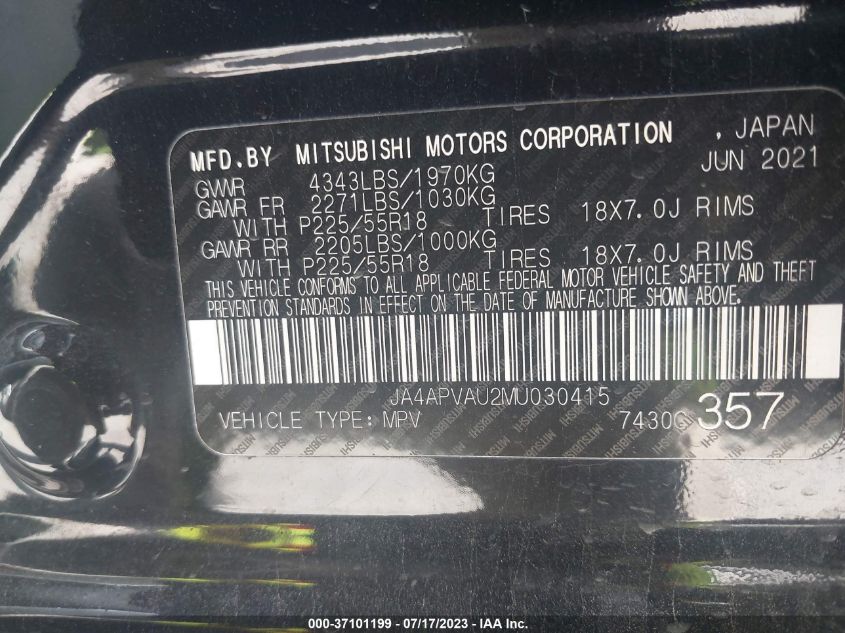 MFD.BY MITSUBISHI MOTORS CORPORATION , JAPAN
JUN 2021
GVWR 4343LBS/1970KG
GAWR FR 2271LBS/1030KG
WITH P225/55R18 TIRES 18X7.0J RIMS
GAWR RR 2205LBS/1000KG
WITH P225/55R18 TIRES 18X7.0J RIMS
THIS VEHICLE CONFORMS TO ALL APPLICABLE FEDERAL MOTOR VEHICLE SAFETY AND THEFT
PREVENTION STANDARDS IN EFFECT ON THE DATE OF MANUFACTURE SHOWN ABOVE.
JA4APVAU2MU030415
VEHICLE TYPE: MPV 7430G 357
000-37101199 - 07/17/2023 - IAA Inc.